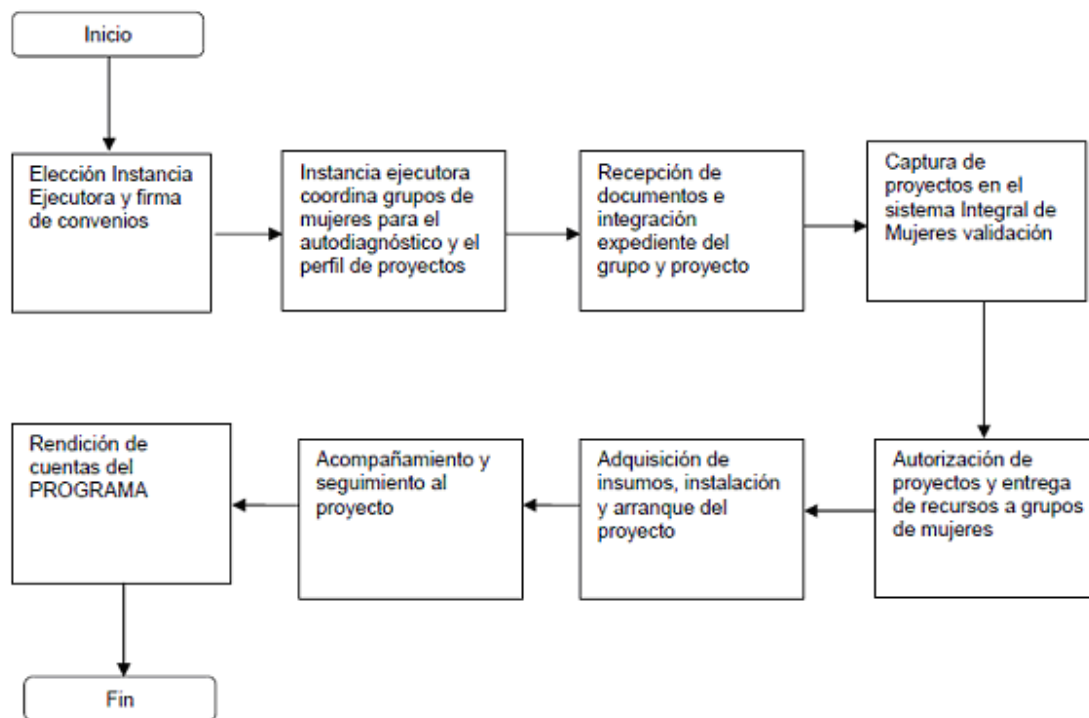 Inicio
Elección Instancia
Ejecutora y firma
de convenios
Instancia ejecutora
coordina grupos de
mujeres para el
autodiagnóstico y el
perfil de proyectos
Recepción de
documentos e
integración
expediente del
grupo y proyecto
Captura de
proyectos en el
sistema Integral de
Mujeres validación
Autorización de
proyectos y entrega
de recursos a grupos
de mujeres
Adquisición de
insumos, instalación
y arranque del
proyecto
Acompañamiento y
seguimiento al
proyecto
Rendición de
cuentas del
PROGRAMA
Fin